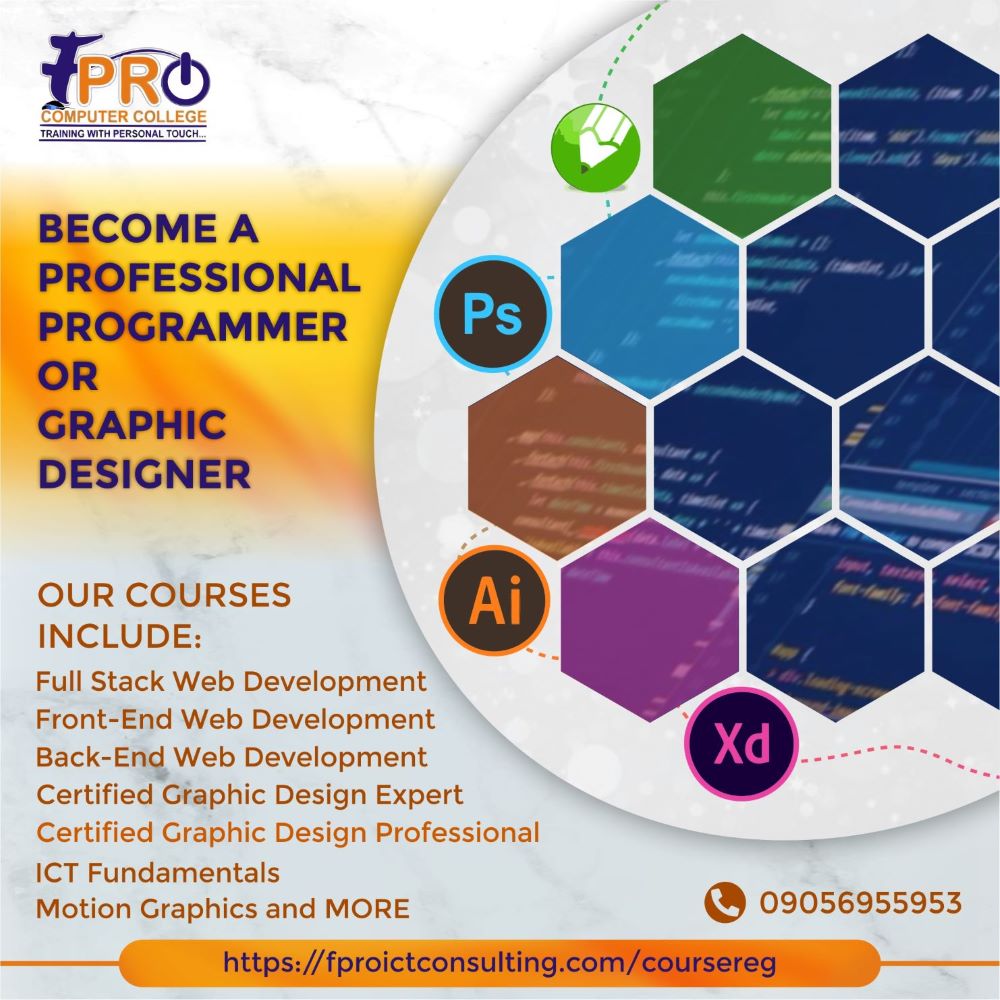 fPRO
COMPUTER COLLEGE
TRAINING WITH PERSONAL TOUCH...
BECOME A
PROFESSIONAL
PROGRAMMER
OR
GRAPHIC
DESIGNER
Ps
Ai
Xd
OUR COURSES
INCLUDE:
Full Stack Web Development
Front-End Web Development
Back-End Web Development
Certified Graphic Design Expert
Certified Graphic Design Professional
ICT Fundamentals
Motion Graphics and MORE
09056955953
https://fproictconsulting.com/coursereg